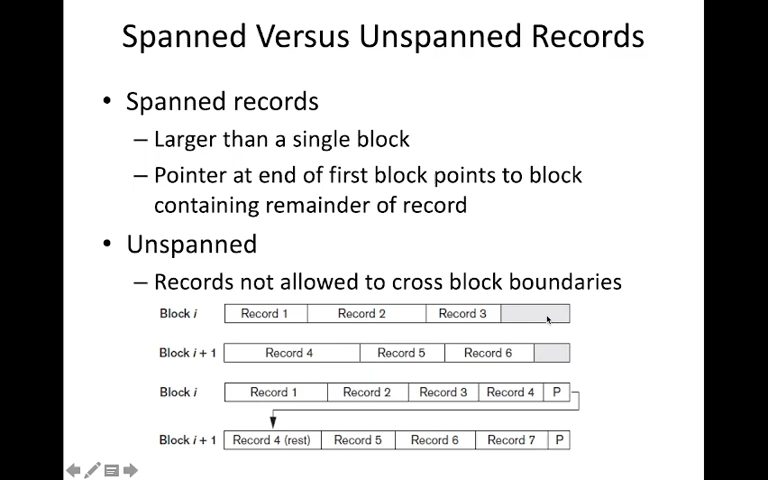 Spanned Versus Unspanned Records
• Spanned records
– Larger than a single block
– Pointer at end of first block points to block
containing remainder of record
• Unspanned
– Records not allowed to cross block boundaries
Block i Record 1 Record 2 Record 3
Block i + 1 Record 4 Record 5 Record 6
Block i Record 1 Record 2 Record 3 Record 4 P
Block i + 1 Record 4 (rest) Record 5 Record 6 Record 7 P